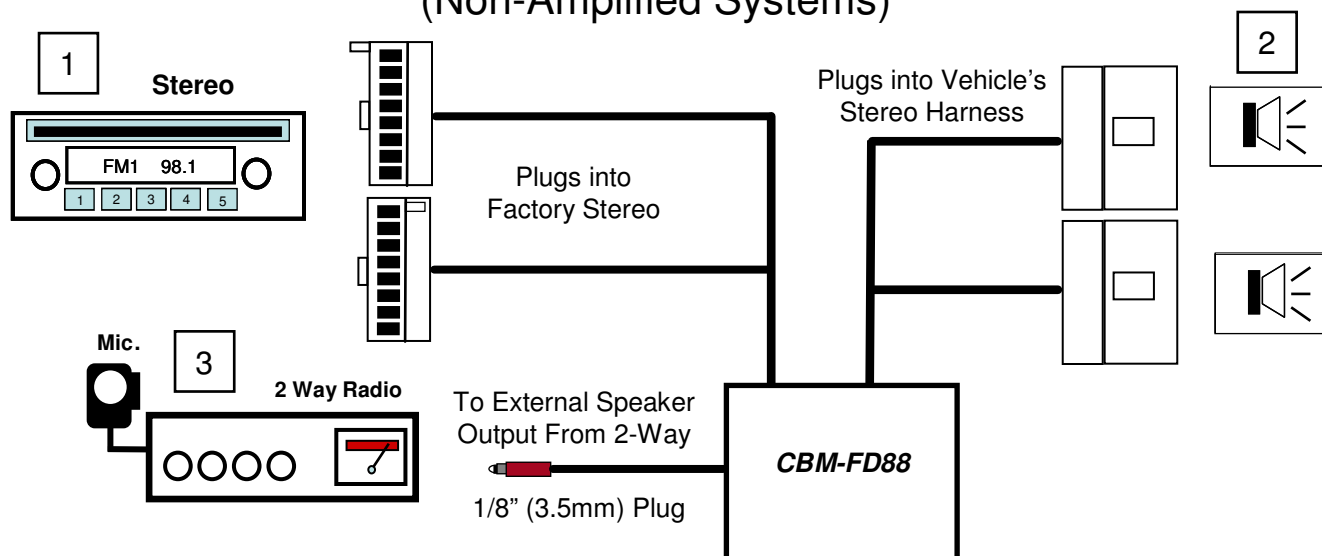 (Non-Amplified Systems)
1
Stereo
FM1 98.1
1 2 3 4 5
Plugs into
Factory Stereo
Plugs into Vehicle's
Stereo Harness
2
Mic.
3
2 Way Radio
To External Speaker
Output From 2-Way
1/8” (3.5mm) Plug
CBM-FD88